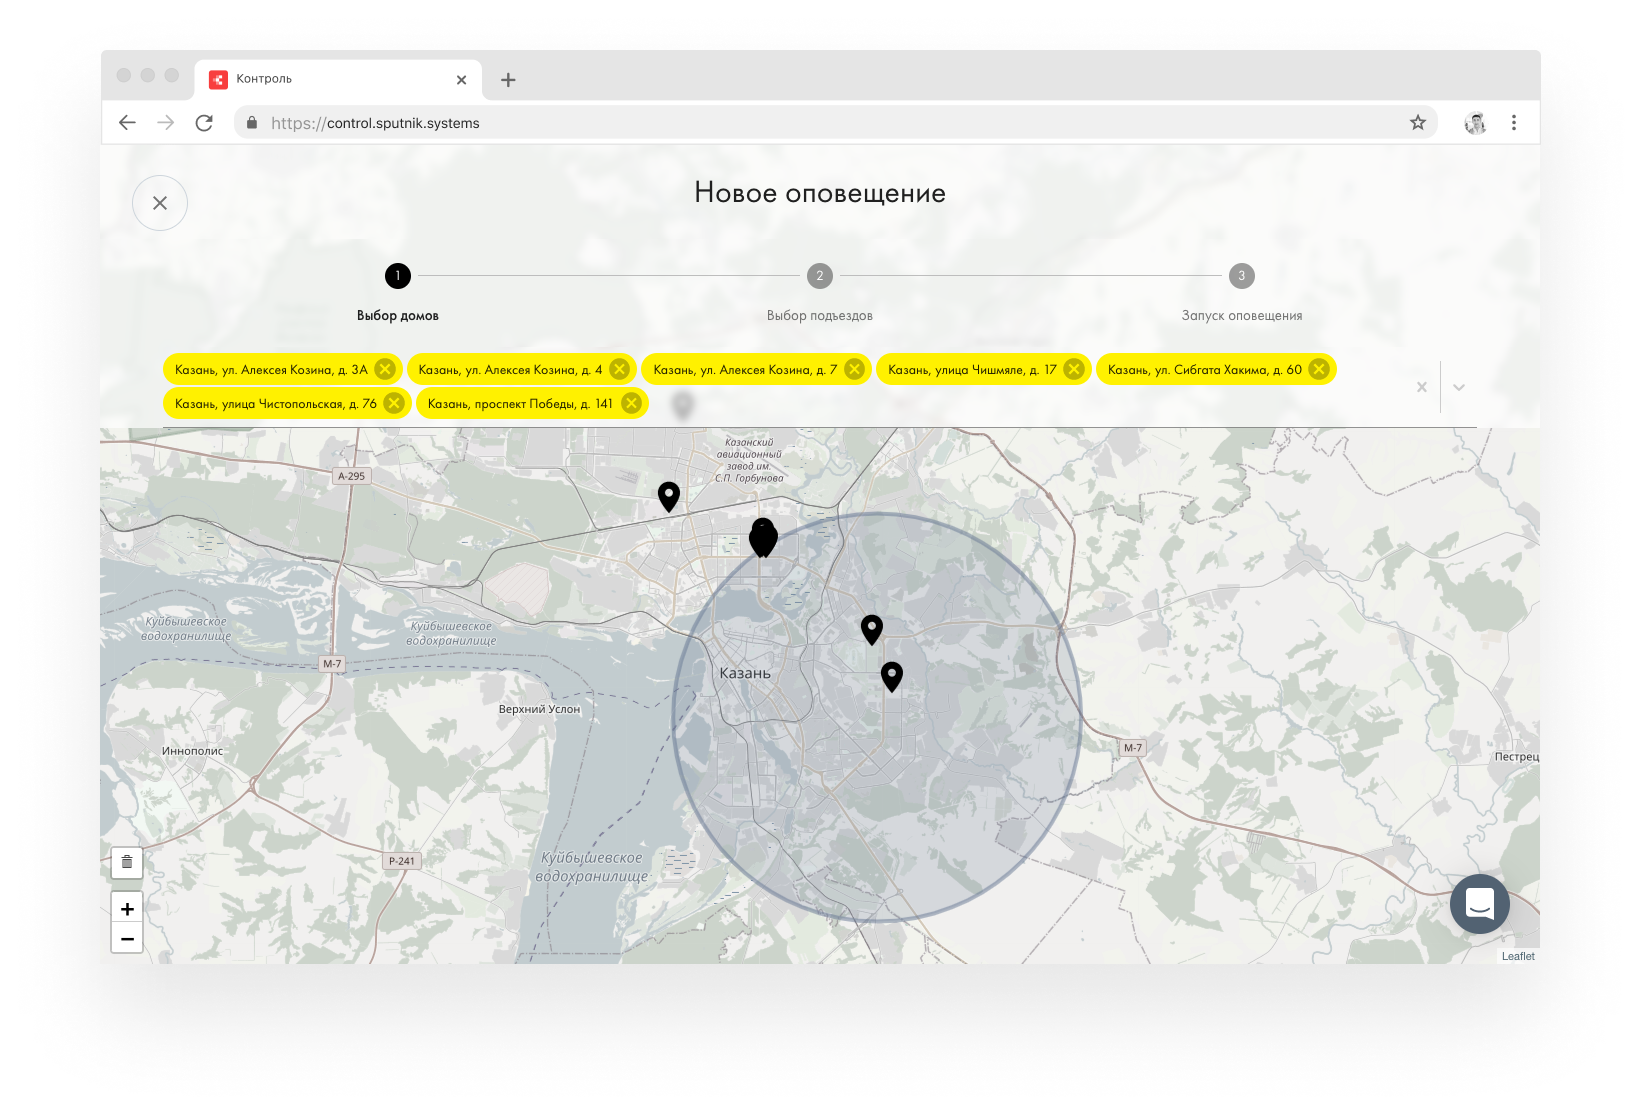 Контроль
https://control.sputnik.systems
Новое оповещение
1
2
3
Выбор домов
Выбор подъездов
Запуск оповещения
Казань, ул. Алексея Козина, д. 3А
Казань, ул. Алексея Козина, д. 4
Казань, ул. Алексея Козина, д. 7
Казань, улица Чишмяле, д. 17
Казань, ул. Сибгата Хакима, д. 60
Казань, улица Чистопольская, д. 76
Казань, проспект Победы, д. 141
Казанский
авиационный
завод им.
С.П. Горбунова
А-295
Куйбышевское
водохранилище
Куйбышевское
водохранилище
М-7
Казань
Верхний Услон
Иннополис
М-7
Пестрец
Р-241
Куйбышевское
водохранилище
+
−
Leaflet